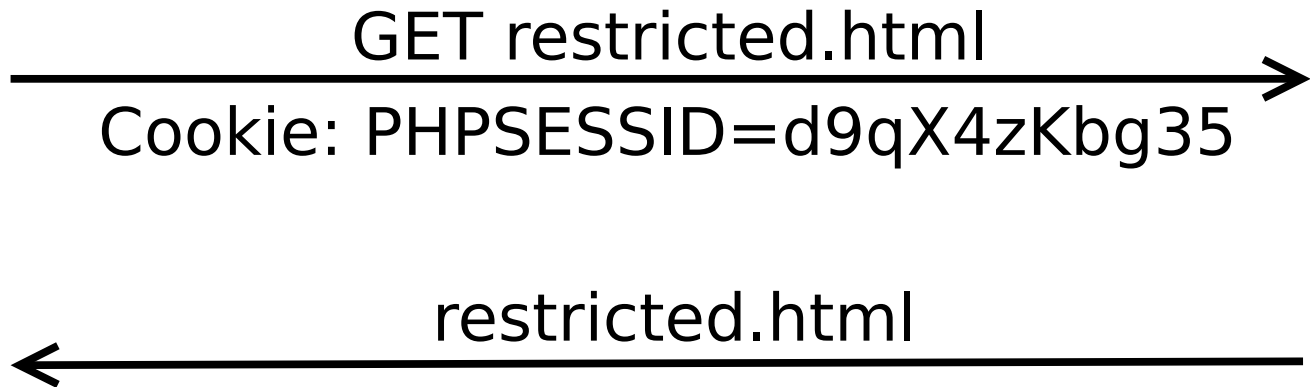 GET restricted.html
Cookie: PHPSESSID=d9qX4zKbg35
restricted.html